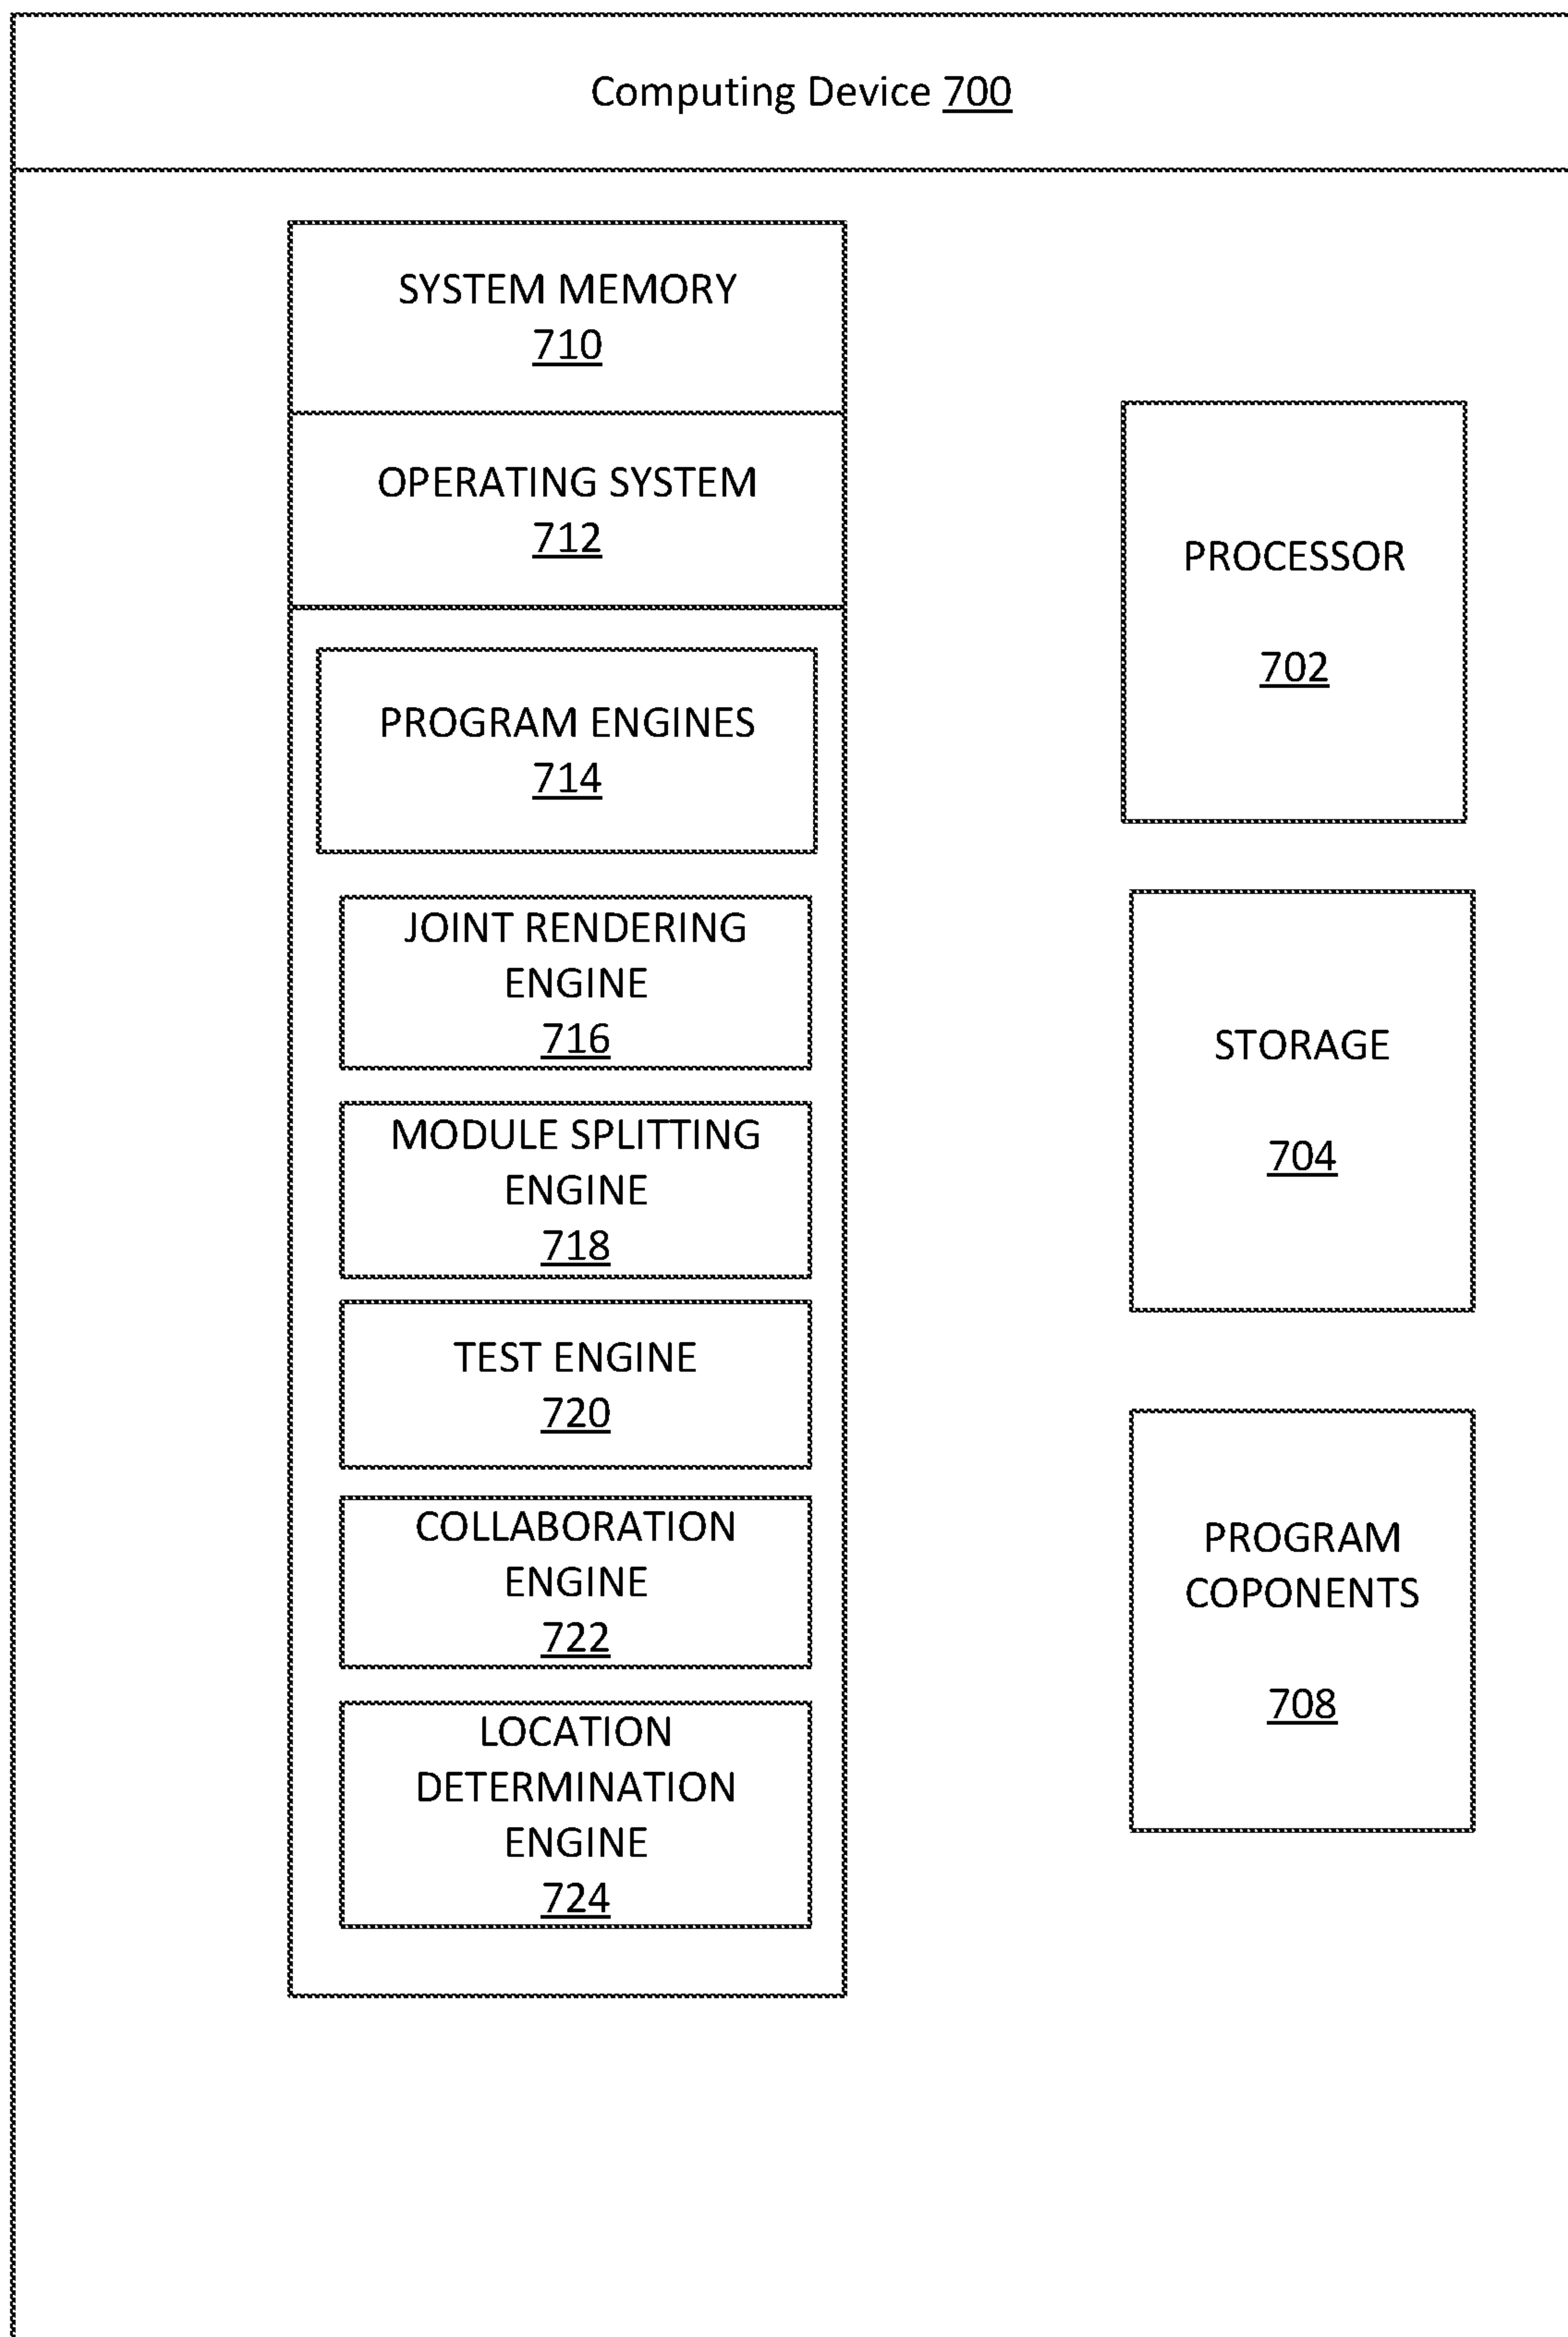 Computing Device 700
SYSTEM MEMORY
710
OPERATING SYSTEM
712
PROGRAM ENGINES
714
JOINT RENDERING
ENGINE
716
MODULE SPLITTING
ENGINE
718
TEST ENGINE
720
COLLABORATION
ENGINE
722
LOCATION
DETERMINATION
ENGINE
724
PROCESSOR
702
STORAGE
704
PROGRAM
COPONENTS
708